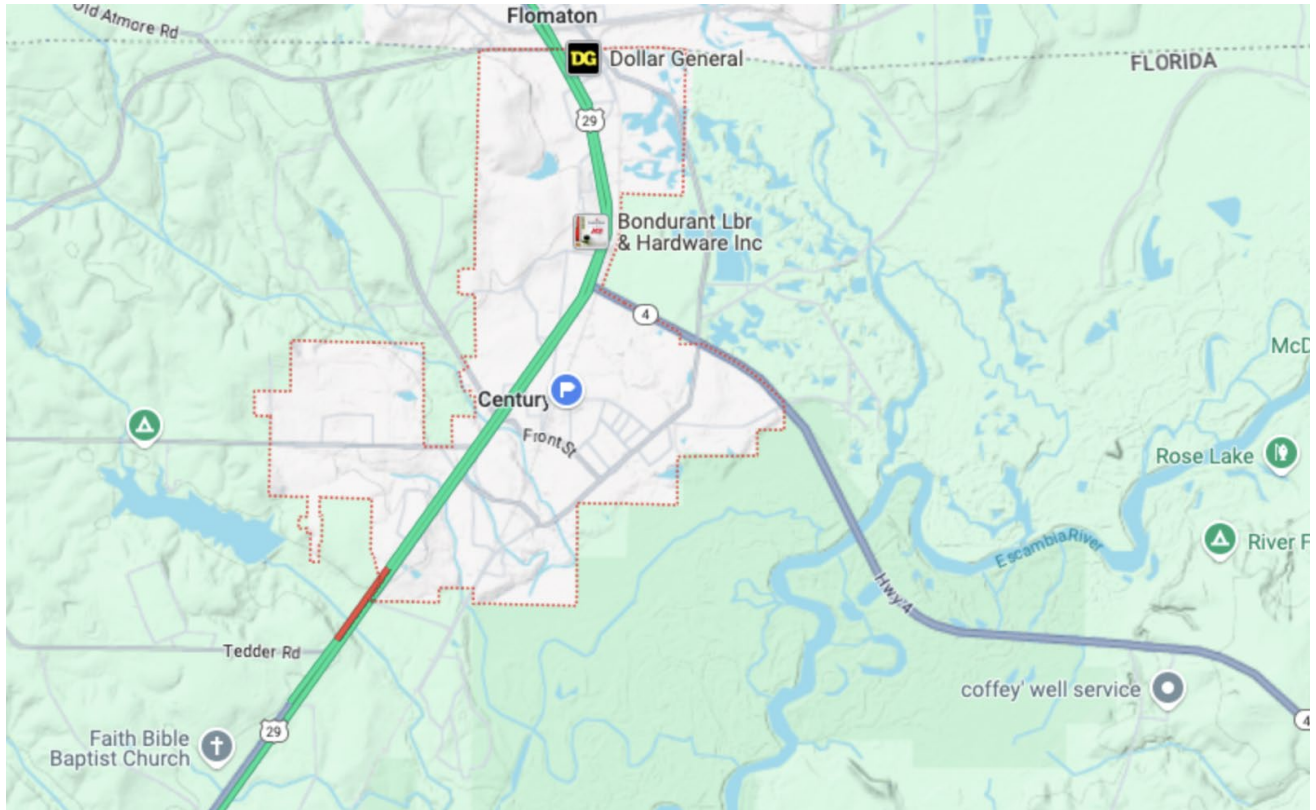 Old Atmore Rd
Flomaton
DG
Dollar General
FLORIDA
29
Bondurant Lbr
& Hardware Inc
4
McD
Century
Front St
Rose Lake
Escambia River
River F
Hwy 4
Tedder Rd
coffey' well service
4
29
Faith Bible
Baptist Church